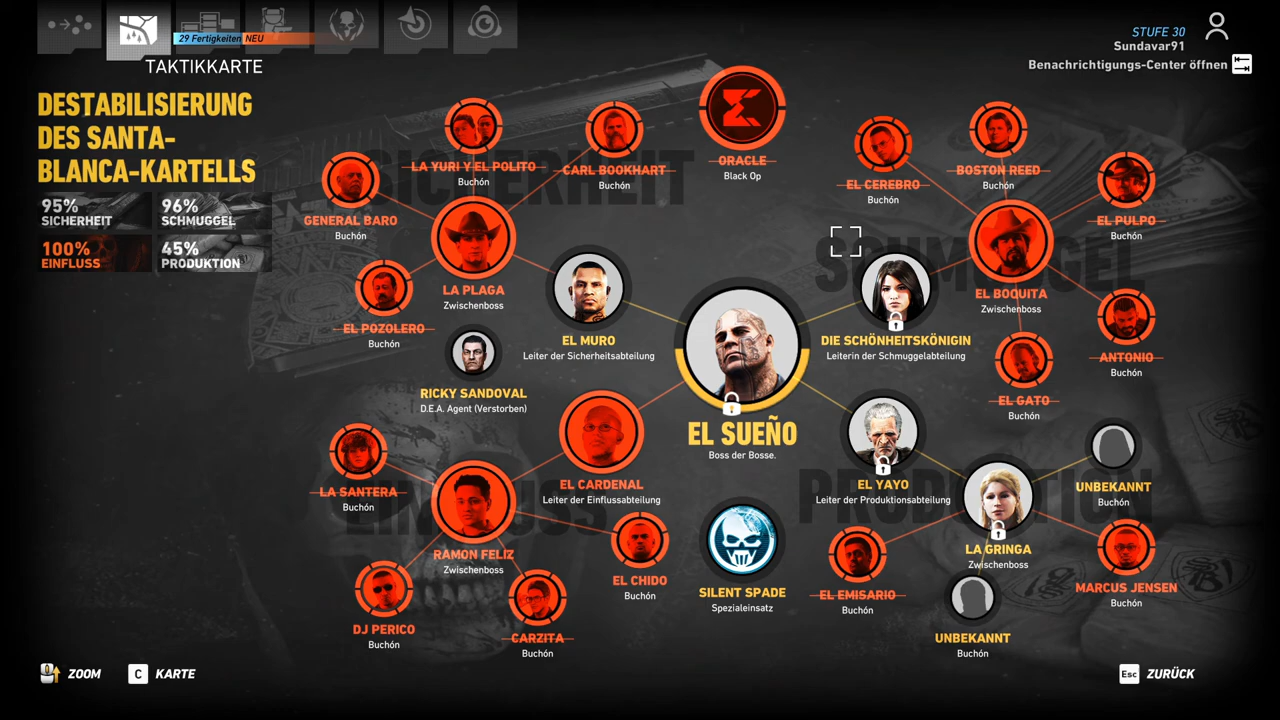 29 Fertigkeiten NEU
TAKTIKKARTE
STUFE 30
Sundavar91
Benachrichtigungs-Center öffnen
DESTABILISIERUNG
DES SANTA-
BLANCA-KARTELLS
95%
SICHERHEIT
96%
SCHMUGGEL
100%
EINFLUSS
45%
PRODUKTION
SICHERHEIT
SCHMUGGEL
EINFLUSS
PRODUKTION
LA YURI Y EL POLITO
Buchón
CARL BOOKHART
Buchón
ORACLE
Black Op
EL CEREBRO
Buchón
BOSTON REED
Buchón
GENERAL BARO
Buchón
EL PULPO
Buchón
LA PLAGA
Zwischenboss
EL BOQUITA
Zwischenboss
EL POZOLERO
Buchón
EL MURO
Leiter der Sicherheitsabteilung
DIE SCHÖNHEITSKÖNIGIN
Leiterin der Schmuggelabteilung
ANTONIO
Buchón
RICKY SANDOVAL
D.E.A. Agent (Verstorben)
EL GATO
Buchón
EL SUEÑO
Boss der Bosse.
LA SANTERA
Buchón
EL CARDENAL
Leiter der Einflussabteilung
EL YAYO
Leiter der Produktionsabteilung
UNBEKANNT
Buchón
RAMON FELIZ
Zwischenboss
LA GRINGA
Zwischenboss
EL CHIDO
Buchón
SILENT SPADE
Spezialeinsatz
EL EMISARIO
Buchón
MARCUS JENSEN
Buchón
DJ PERICO
Buchón
CARZITA
Buchón
UNBEKANNT
Buchón
ZOOM
C KARTE
Esc ZURÜCK